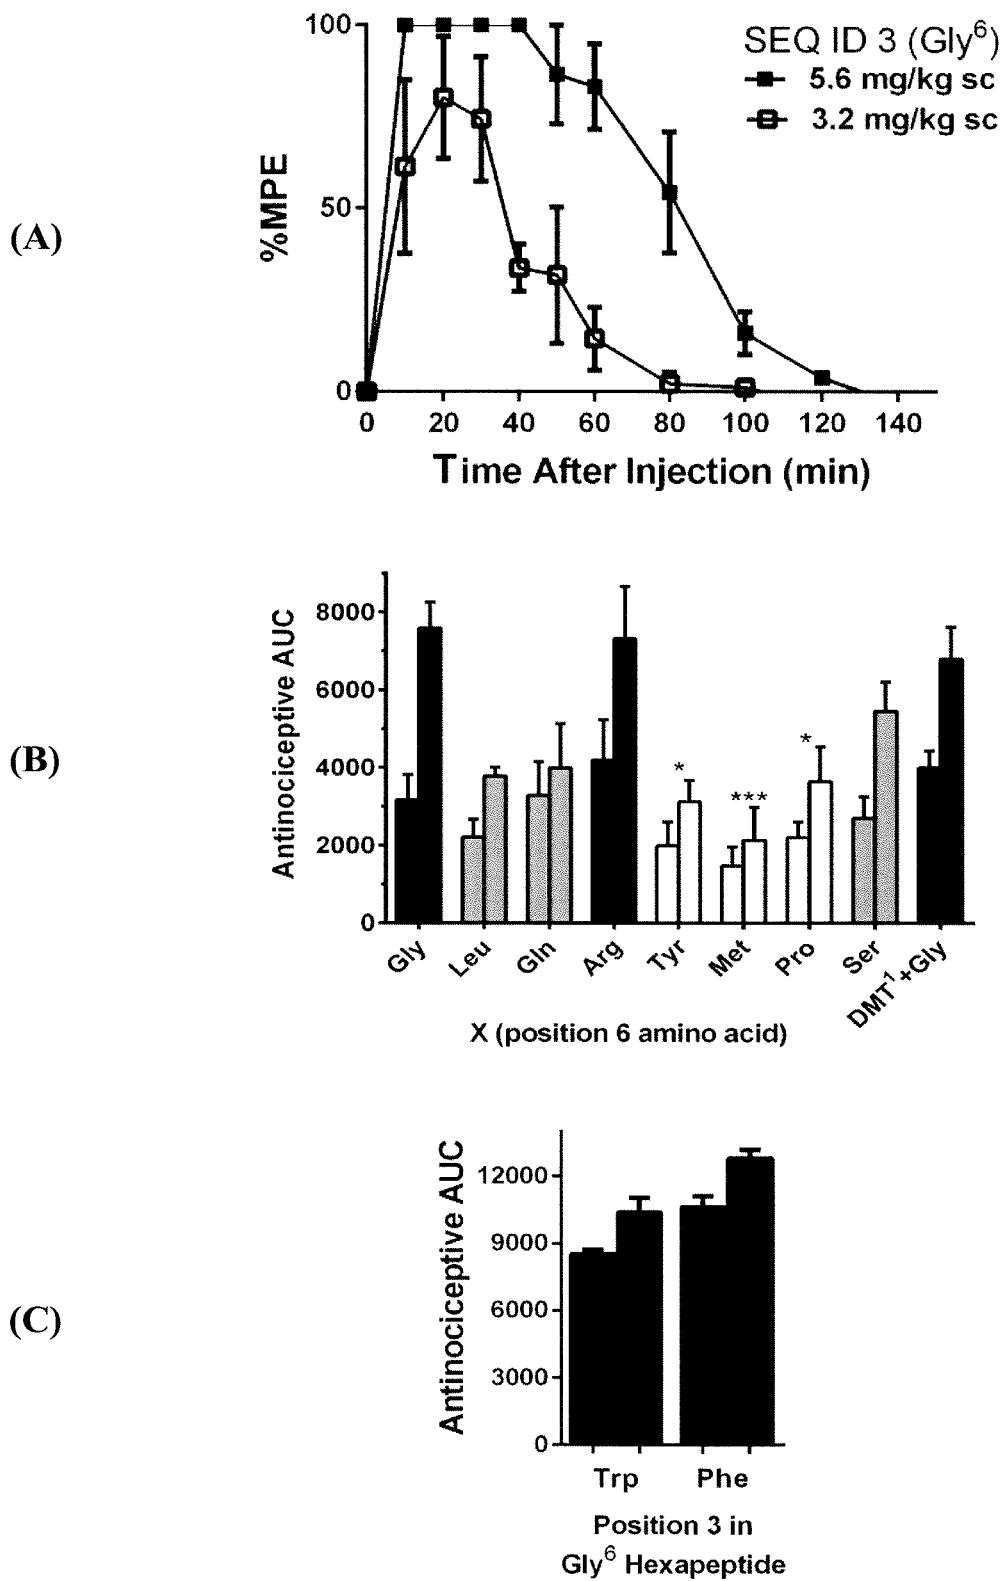 (A)
%MPE
100
50
0
SEQ ID 3 (Gly6)
5.6 mg/kg sc
3.2 mg/kg sc
0 20 40 60 80 100 120 140
Time After Injection (min)
(B)
Antinociceptive AUC
8000
6000
4000
2000
0
* *** *
Gly Leu Gln Arg Tyr Met Pro Ser DMT1+Gly
X (position 6 amino acid)
(C)
Antinociceptive AUC
12000
9000
6000
3000
0
Trp Phe
Position 3 in
Gly6 Hexapeptide